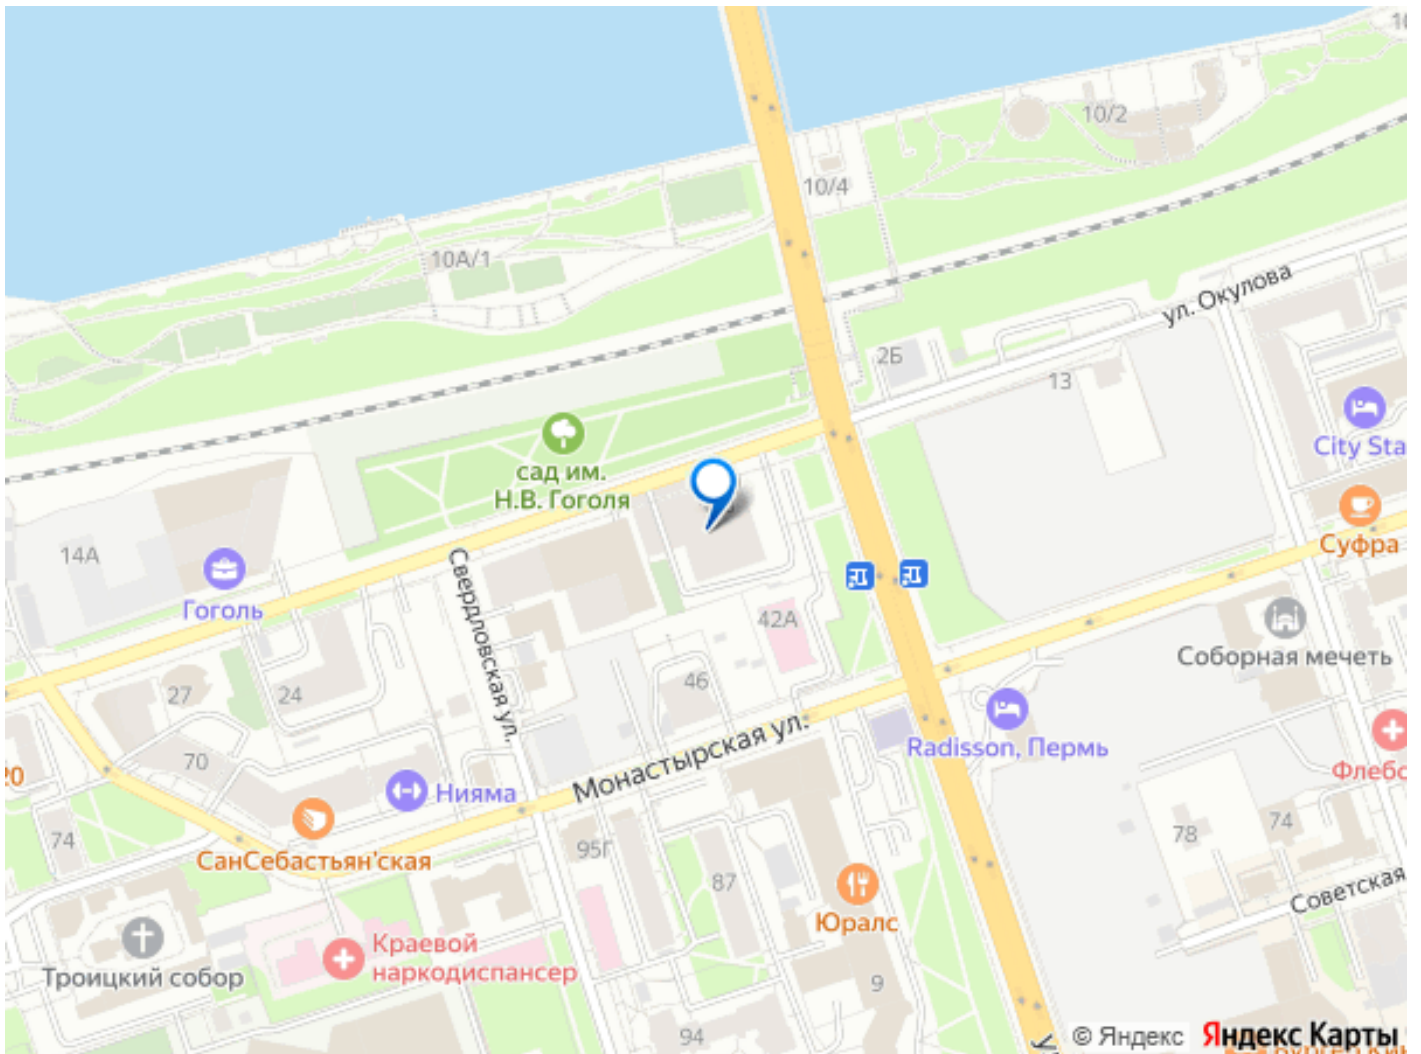 10/2
10/4
10А/1
ул. Окулова
2Б
13
City Sta
сад им.
Н.В. Гоголя
Суфра
14А
Гоголь
Свердловская ул.
42А
Соборная мечеть
27
24
46
Radisson, Пермь
Монастырская ул.
70
Нияма
Флебо
20
74
СанСебастьян'ская
95Г
87
78
74
Советская
Юралс
Троицкий собор
Краевой
наркодиспансер
9
94
© Яндекс
Яндекс Карты